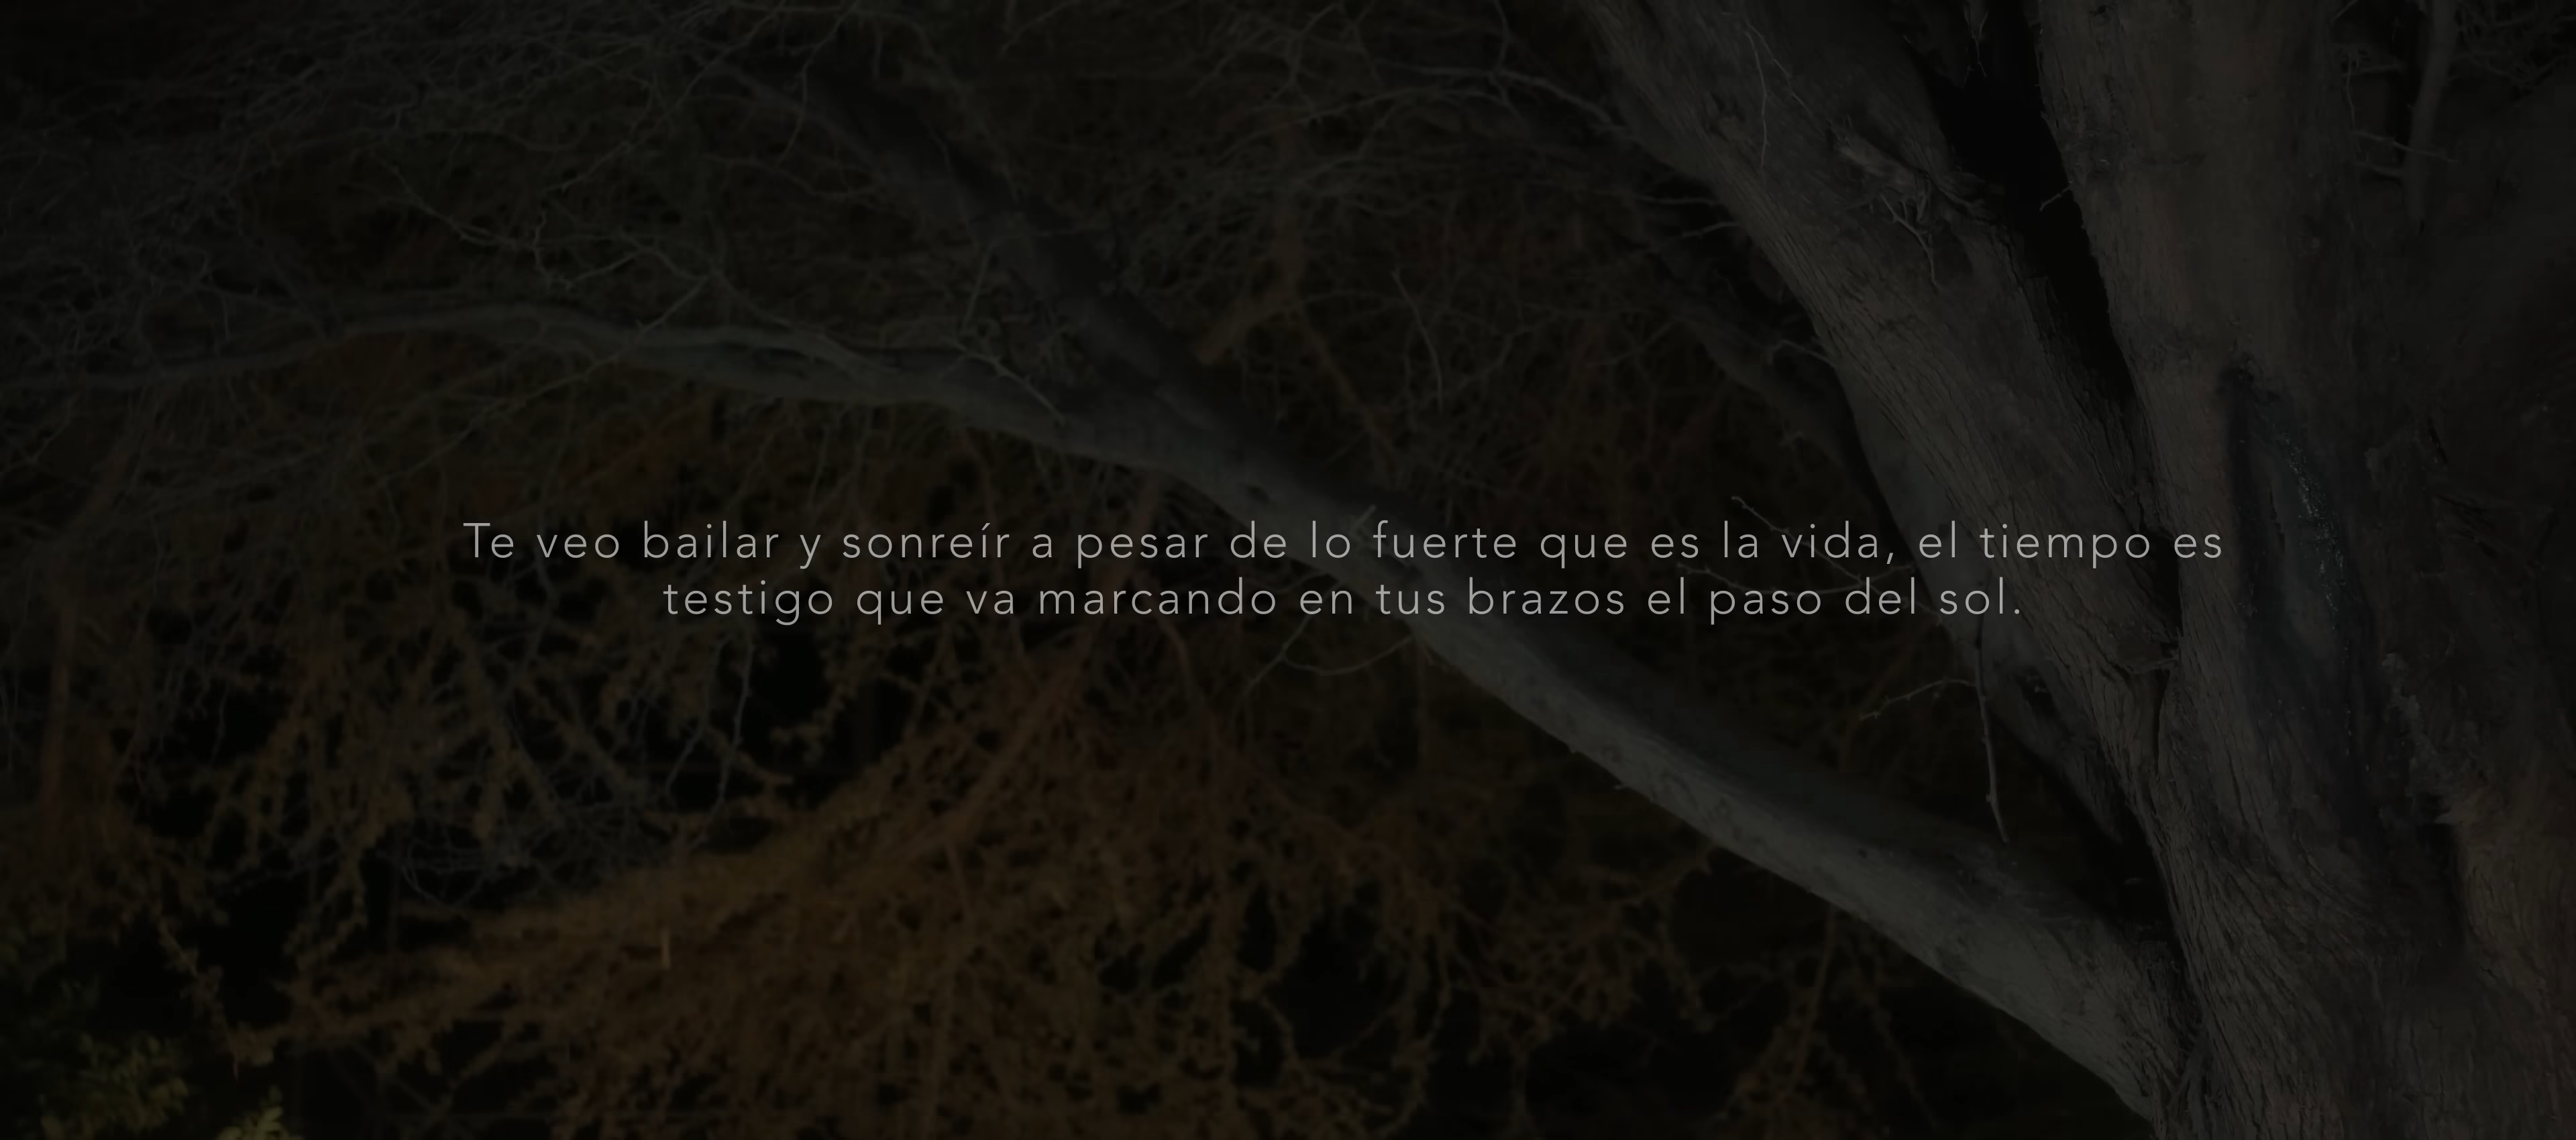 Te veo bailar y sonreír a pesar de lo fuerte que es la vida, el tiempo es
testigo que va marcando en tus brazos el paso del sol.